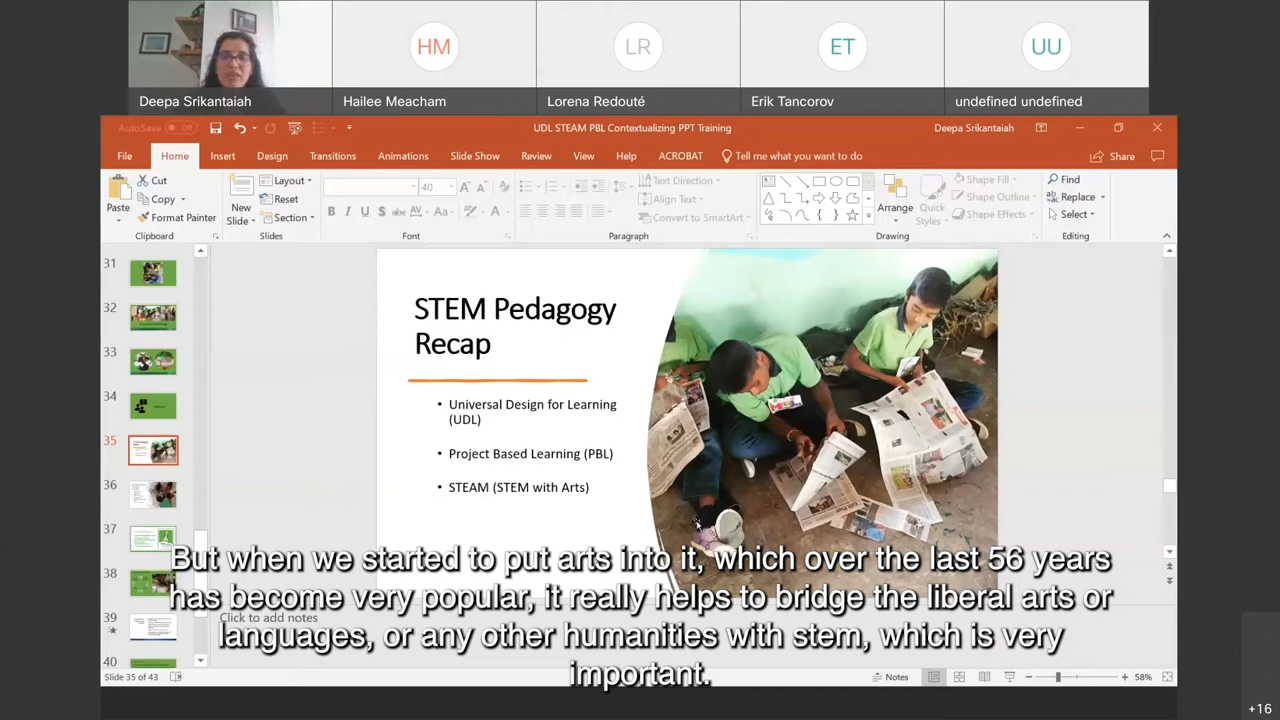 HM
LR
ET
UU
Deepa Srikantaiah
Hailee Meacham
Lorena Redouté
Erik Tancorov
undefined undefined
AutoSave Off
UDL STEAM PBL Contextualizing PPT Training
Deepa Srikantaiah
File Home Insert Design Transitions Animations Slide Show Review View Help ACROBAT Tell me what you want to do Share
Paste
Cut
Copy
Format Painter
New Slide
Layout
Reset
Section
40
B I U S abc AV Aa A
Text Direction
Align Text
Convert to SmartArt
Arrange
Quick Styles
Shape Fill
Shape Outline
Shape Effects
Find
Replace
Select
Clipboard Slides Font Paragraph Drawing Editing
31
32
33
34
35
36
37
38
39
40
STEM Pedagogy
Recap
• Universal Design for Learning
(UDL)
• Project Based Learning (PBL)
• STEAM (STEM with Arts)
But when we started to put arts into it, which over the last 56 years
has become very popular, it really helps to bridge the liberal arts or
languages, or any other humanities with stem, which is very
important.
Click to add notes
Slide 35 of 43
Notes
58%
+16